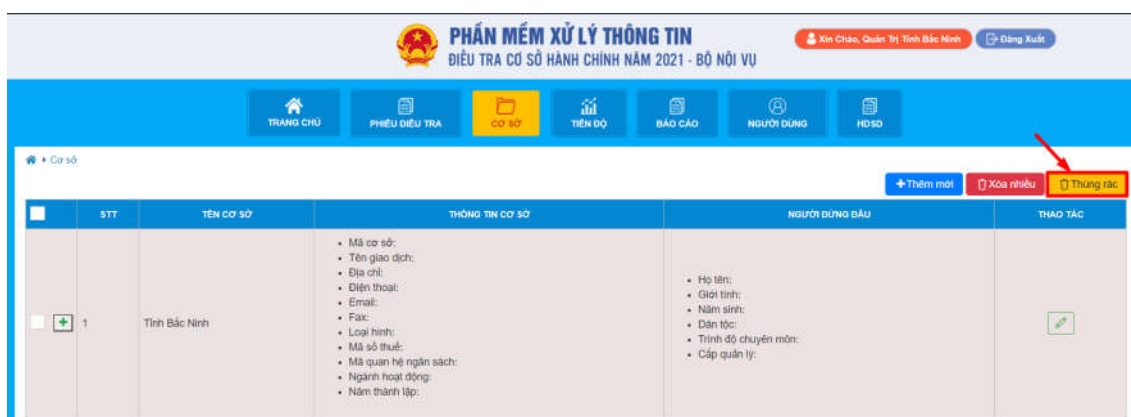 PHẦN MỀM XỬ LÝ THÔNG TIN
ĐIỀU TRA CƠ SỞ HÀNH CHÍNH NĂM 2021 - BỘ NỘI VỤ
Xin Chào, Quản Trị Tỉnh Bắc Ninh
Đăng Xuất
TRANG CHỦ
PHIẾU ĐIỀU TRA
CƠ SỞ
TIẾN ĐỘ
BÁO CÁO
NGƯỜI DÙNG
HDSD
Cơ sở
+Thêm mới
Xóa nhiều
Thùng rác
STT
TÊN CƠ SỞ
THÔNG TIN CƠ SỞ
NGƯỜI ĐỨNG ĐẦU
THAO TÁC
1
Tỉnh Bắc Ninh
• Mã cơ sở:
• Tên giao dịch:
• Địa chỉ:
• Điện thoại:
• Email:
• Fax:
• Loại hình:
• Mã số thuế:
• Mã quan hệ ngân sách:
• Ngành hoạt động:
• Năm thành lập:
• Họ tên:
• Giới tính:
• Năm sinh:
• Dân tộc:
• Trình độ chuyên môn:
• Cấp quản lý: